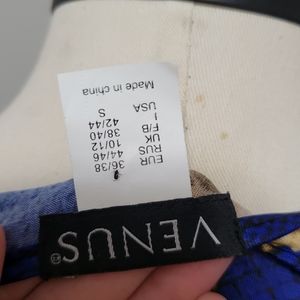 VENUS®
EUR 36/38
RUS 44/46
UK 10/12
F/B 38/40
I 42/44
USA S
Made in china